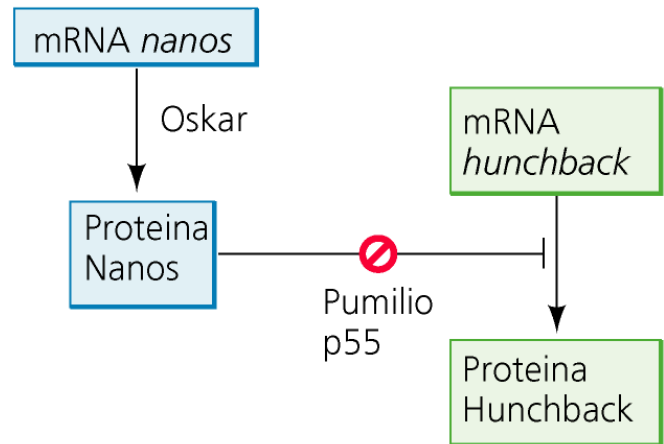 mRNA nanos
Oskar
Proteina
Nanos
Pumilio
p55
mRNA
hunchback
Proteina
Hunchback